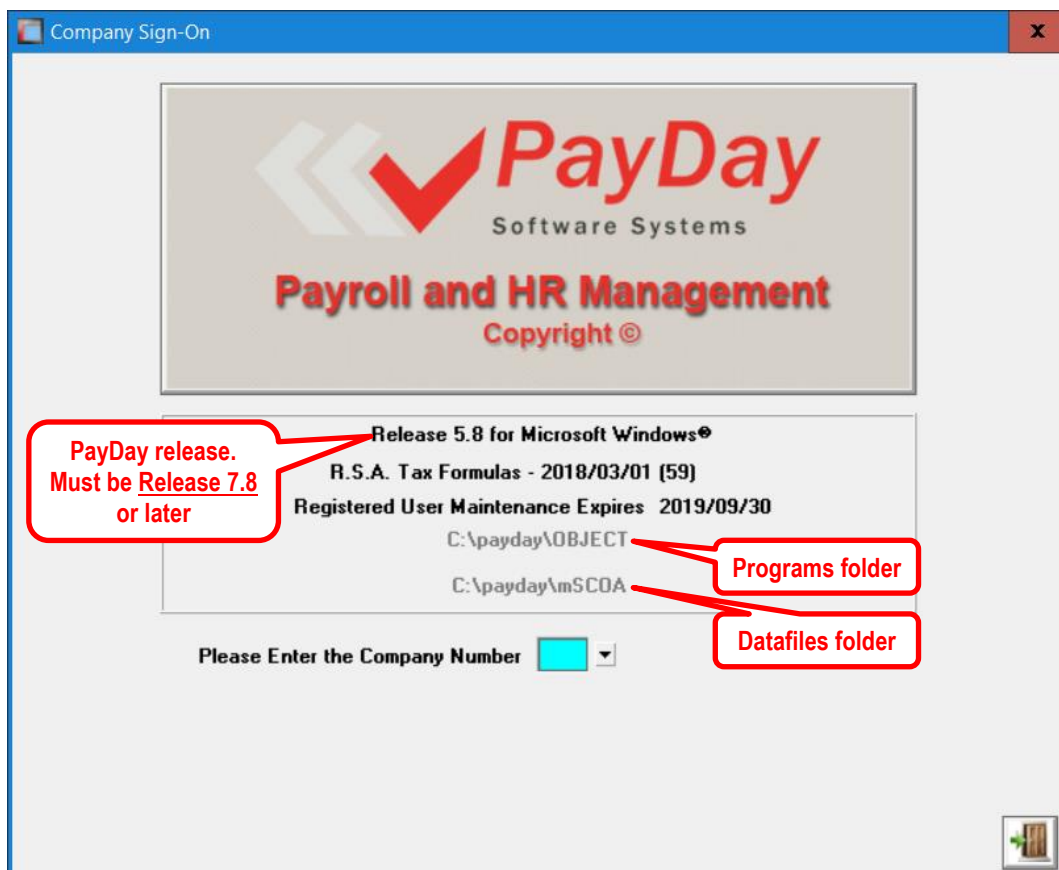 Company Sign-On
x
PayDay
Software Systems
Payroll and HR Management
Copyright ©
PayDay release.
Must be Release 7.8
or later
Release 5.8 for Microsoft Windows®
R.S.A. Tax Formulas - 2018/03/01 (59)
Registered User Maintenance Expires 2019/09/30
C:\payday\OBJECT
Programs folder
C:\payday\mSCOA
Datafiles folder
Please Enter the Company Number